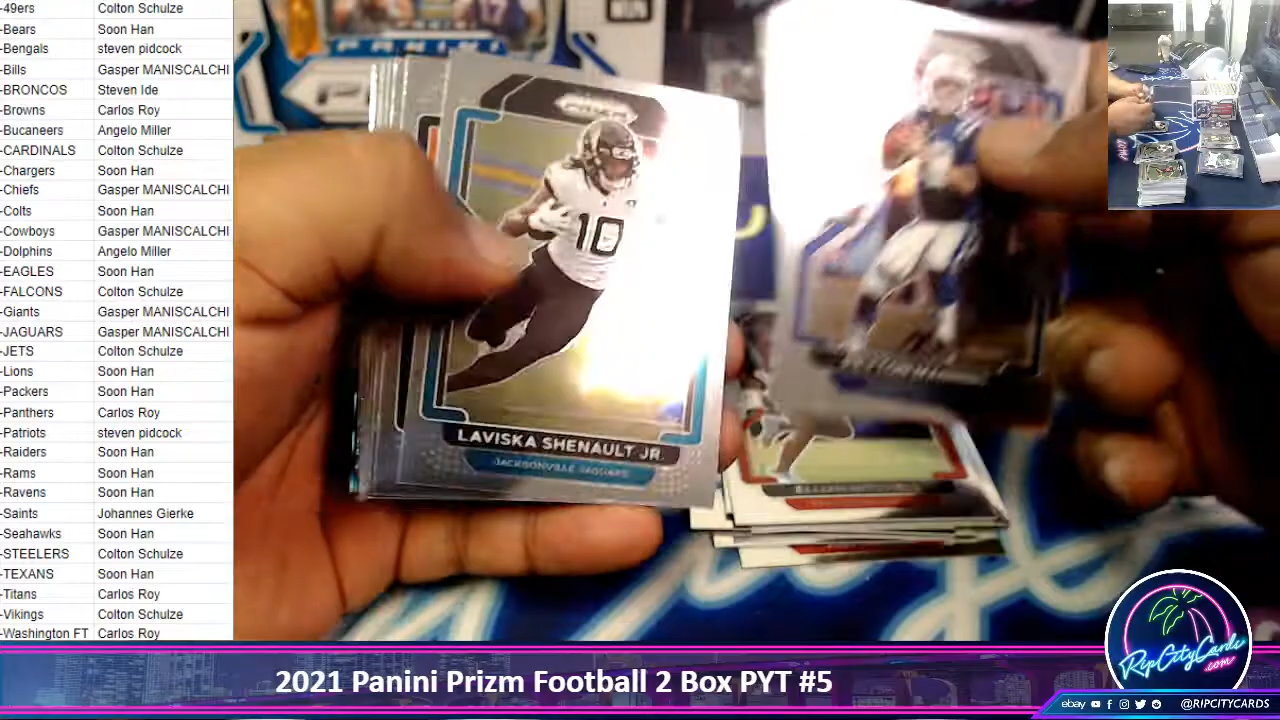 -49ers Colton Schulze
-Bears Soon Han
-Bengals steven pidcock
-Bills Gasper MANISCALCHI
-BRONCOS Steven Ide
-Browns Carlos Roy
-Bucaneers Angelo Miller
-CARDINALS Colton Schulze
-Chargers Soon Han
-Chiefs Gasper MANISCALCHI
-Colts Soon Han
-Cowboys Gasper MANISCALCHI
-Dolphins Angelo Miller
-EAGLES Soon Han
-FALCONS Colton Schulze
-Giants Gasper MANISCALCHI
-JAGUARS Gasper MANISCALCHI
-JETS Colton Schulze
-Lions Soon Han
-Packers Soon Han
-Panthers Carlos Roy
-Patriots steven pidcock
-Raiders Soon Han
-Rams Soon Han
-Ravens Soon Han
-Saints Johannes Gierke
-Seahawks Soon Han
-STEELERS Colton Schulze
-TEXANS Soon Han
-Titans Carlos Roy
-Vikings Colton Schulze
-Washington FT Carlos Roy
PANINI
PRIZM
10
LAVISKA SHENAULT JR.
JACKSONVILLE JAGUARS
2021 Panini Prizm Football 2 Box PYT #5
RipCityCards
.com
ebay
@RIPCITYCARDS